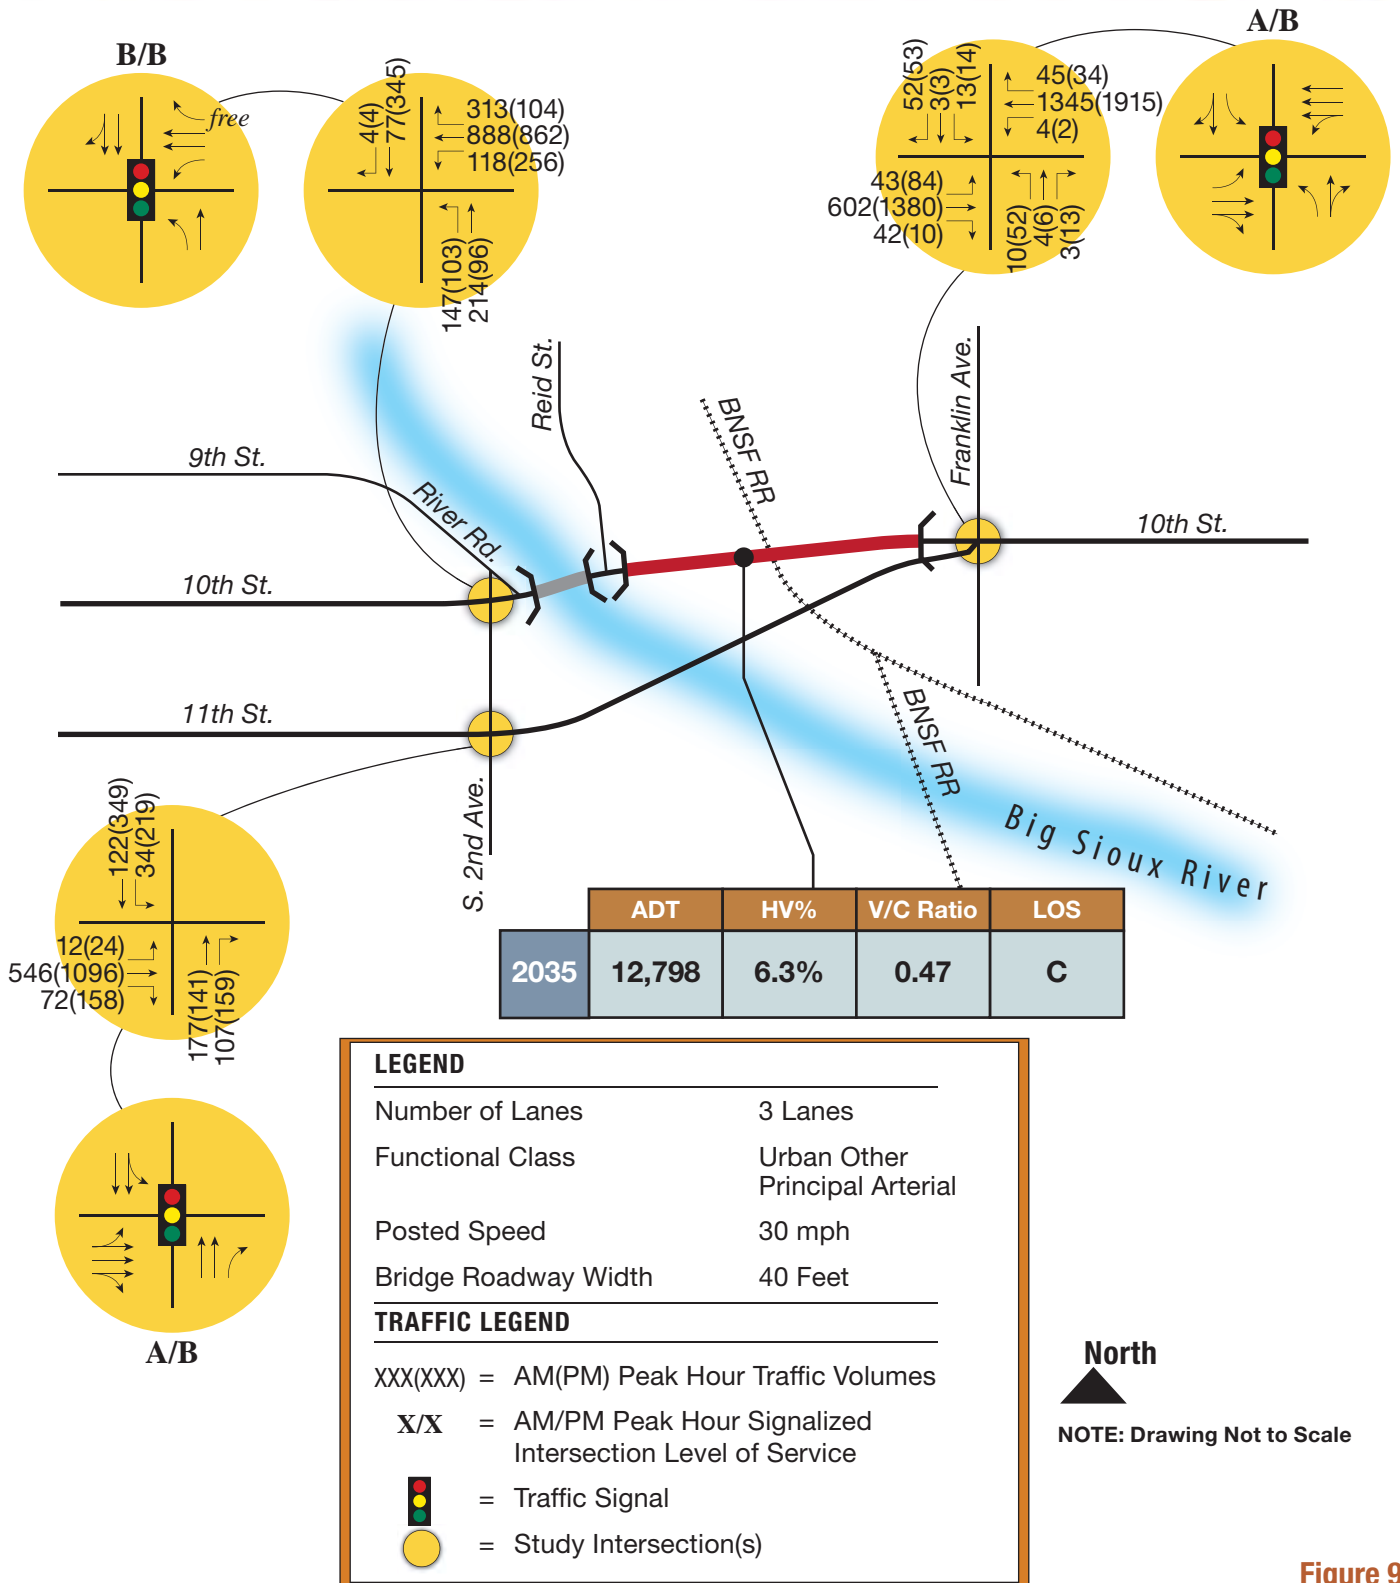 B/B
free
4(4)
77(345)
313(104)
888(862)
118(256)
147(103)
214(96)
A/B
52(53)
3(3)
13(14)
45(34)
1345(1915)
4(2)
43(84)
602(1380)
42(10)
10(52)
4(6)
3(13)
Reid St.
BNSF RR
Franklin Ave.
9th St.
River Rd.
10th St.
10th St.
11th St.
S. 2nd Ave.
BNSF RR
Big Sioux River
122(349)
34(219)
12(24)
546(1096)
72(158)
177(141)
107(159)
A/B
ADT HV% V/C Ratio LOS
2035 12,798 6.3% 0.47 C
LEGEND
Number of Lanes 3 Lanes
Functional Class Urban Other
Principal Arterial
Posted Speed 30 mph
Bridge Roadway Width 40 Feet
TRAFFIC LEGEND
XXX(XXX) = AM(PM) Peak Hour Traffic Volumes
X/X = AM/PM Peak Hour Signalized
Intersection Level of Service
= Traffic Signal
= Study Intersection(s)
North
NOTE: Drawing Not to Scale
Figure 9